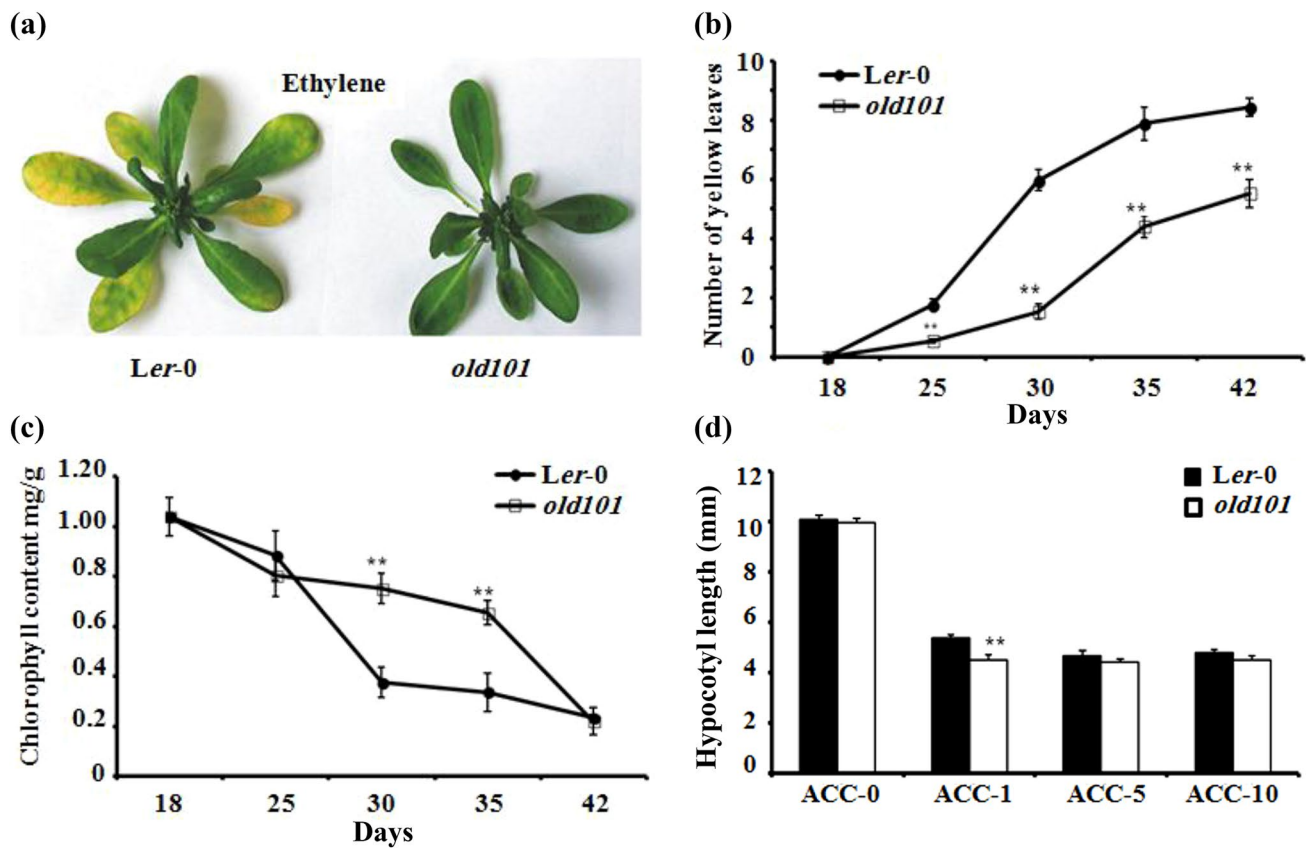 (a)
Ethylene
Ler-0
old101
(b)
Number of yellow leaves
10
8
6
4
2
0
Ler-0
old101
**
**
**
**
18
25
30
35
42
Days
(c)
Chlorophyll content mg/g
1.20
1.00
0.8
0.6
0.4
0.2
0
Ler-0
old101
**
**
18
25
30
35
42
Days
(d)
Hypocotyl length (mm)
12
10
8
6
4
2
0
Ler-0
old101
**
ACC-0
ACC-1
ACC-5
ACC-10